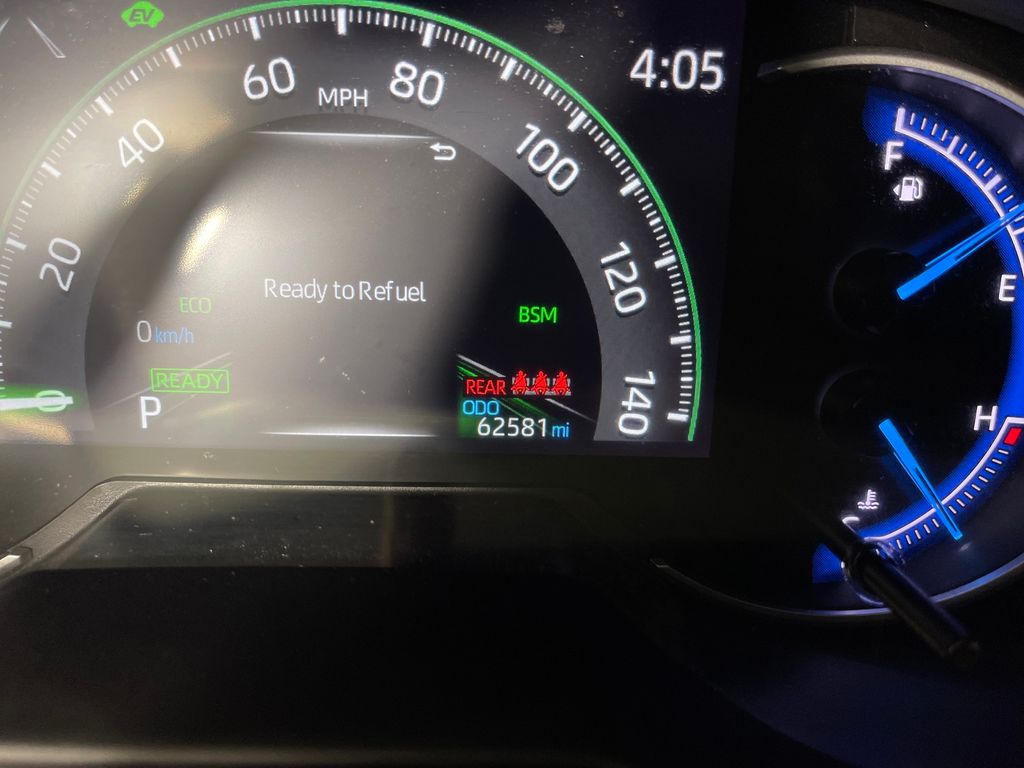 EV
4:05
0
20
40
60
80
100
120
140
MPH
Ready to Refuel
ECO
0 km/h
BSM
READY
P
REAR
ODO
62581 mi
F
E
H
C